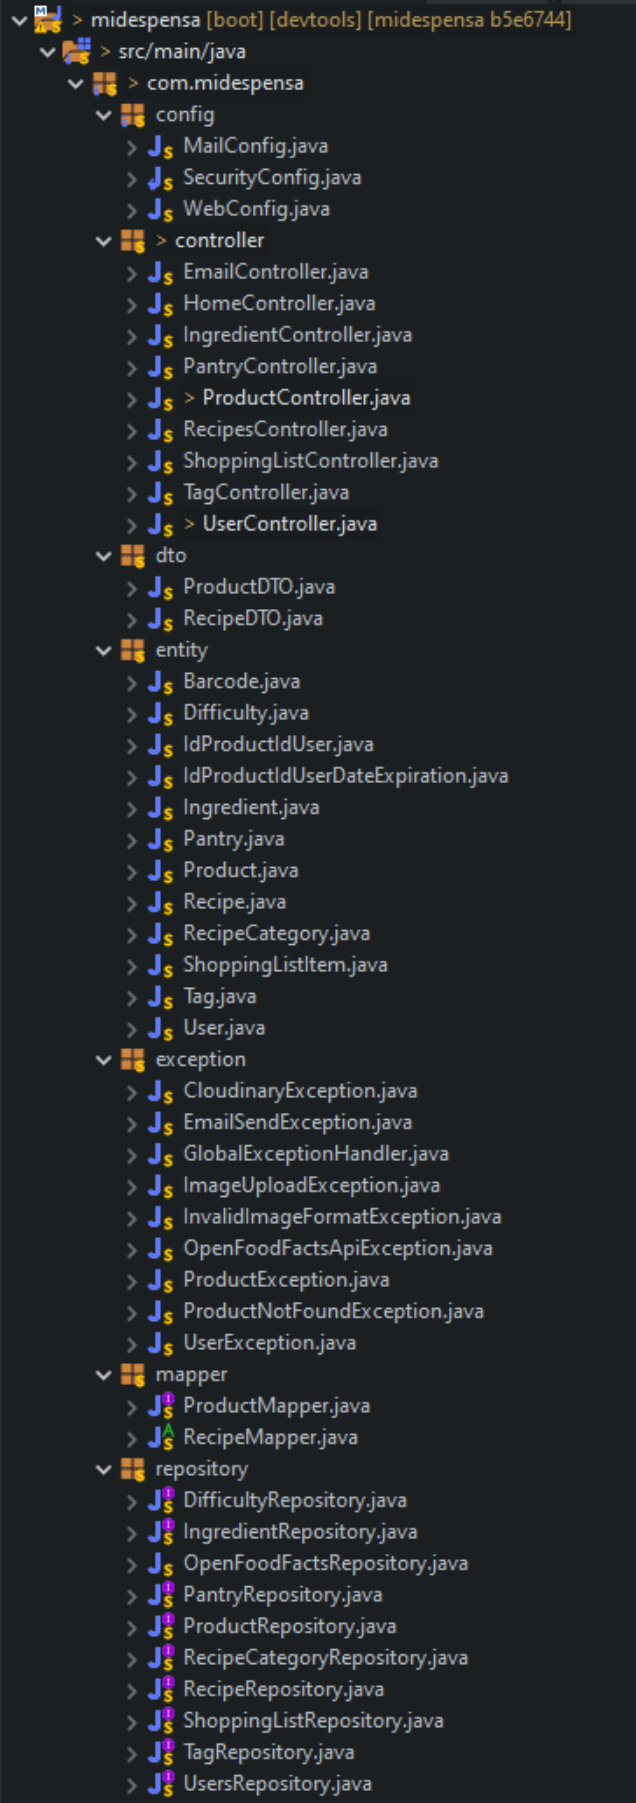 > midespensa [boot] [devtools] [midespensa b5e6744]
> src/main/java
> com.midespensa
config
MailConfig.java
SecurityConfig.java
WebConfig.java
> controller
EmailController.java
HomeController.java
IngredientController.java
PantryController.java
> ProductController.java
RecipesController.java
ShoppingListController.java
TagController.java
> UserController.java
dto
ProductDTO.java
RecipeDTO.java
entity
Barcode.java
Difficulty.java
IdProductIdUser.java
IdProductIdUserDateExpiration.java
Ingredient.java
Pantry.java
Product.java
Recipe.java
RecipeCategory.java
ShoppingListItem.java
Tag.java
User.java
exception
CloudinaryException.java
EmailSendException.java
GlobalExceptionHandler.java
ImageUploadException.java
InvalidImageFormatException.java
OpenFoodFactsApiException.java
ProductException.java
ProductNotFoundException.java
UserException.java
mapper
ProductMapper.java
RecipeMapper.java
repository
DifficultyRepository.java
IngredientRepository.java
OpenFoodFactsRepository.java
PantryRepository.java
ProductRepository.java
RecipeCategoryRepository.java
RecipeRepository.java
ShoppingListRepository.java
TagRepository.java
UsersRepository.java